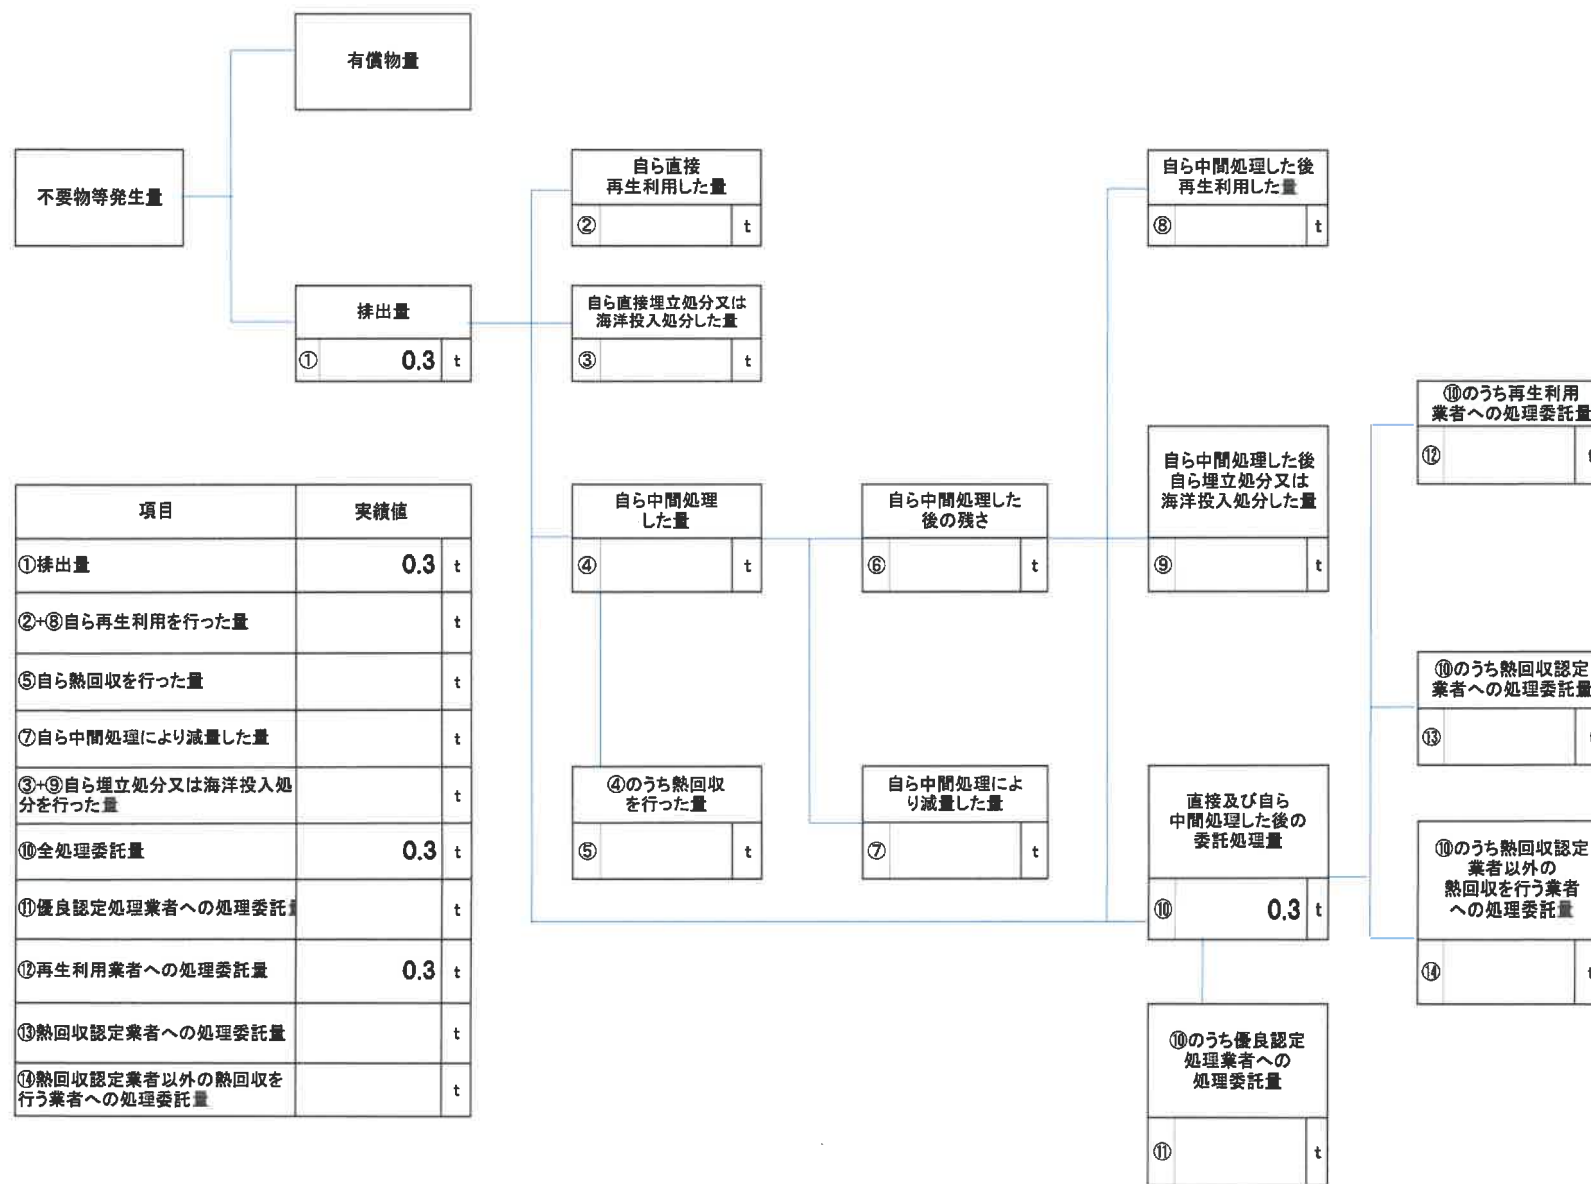 有償物量
不要物等発生量
排出量
① 0.3 t
自ら直接
再生利用した量
② t
自ら直接埋立処分又は
海洋投入処分した量
③ t
自ら中間処理
した量
④ t
④のうち熱回収
を行った量
⑤ t
自ら中間処理した
後の残さ
⑥ t
自ら中間処理によ
り減量した量
⑦ t
自ら中間処理した後
再生利用した量
⑧ t
自ら中間処理した後
自ら埋立処分又は
海洋投入処分した量
⑨ t
直接及び自ら
中間処理した後の
委託処理量
⑩ 0.3 t
⑩のうち優良認定
処理業者への
処理委託量
⑪ t
⑩のうち再生利用
業者への処理委託量
⑫ t
⑩のうち熱回収認定
業者への処理委託量
⑬
⑩のうち熱回収認定
業者以外の
熱回収を行う業者
への処理委託量
⑭ t
項目 実績値
①排出量 0.3 t
②+⑧自ら再生利用を行った量 t
⑤自ら熱回収を行った量 t
⑦自ら中間処理により減量した量 t
③+⑨自ら埋立処分又は海洋投入処
分を行った量 t
⑩全処理委託量 0.3 t
⑪優良認定処理業者への処理委託 t
⑫再生利用業者への処理委託量 0.3 t
⑬熱回収認定業者への処理委託量 t
⑭熱回収認定業者以外の熱回収を
行う業者への処理委託量 t